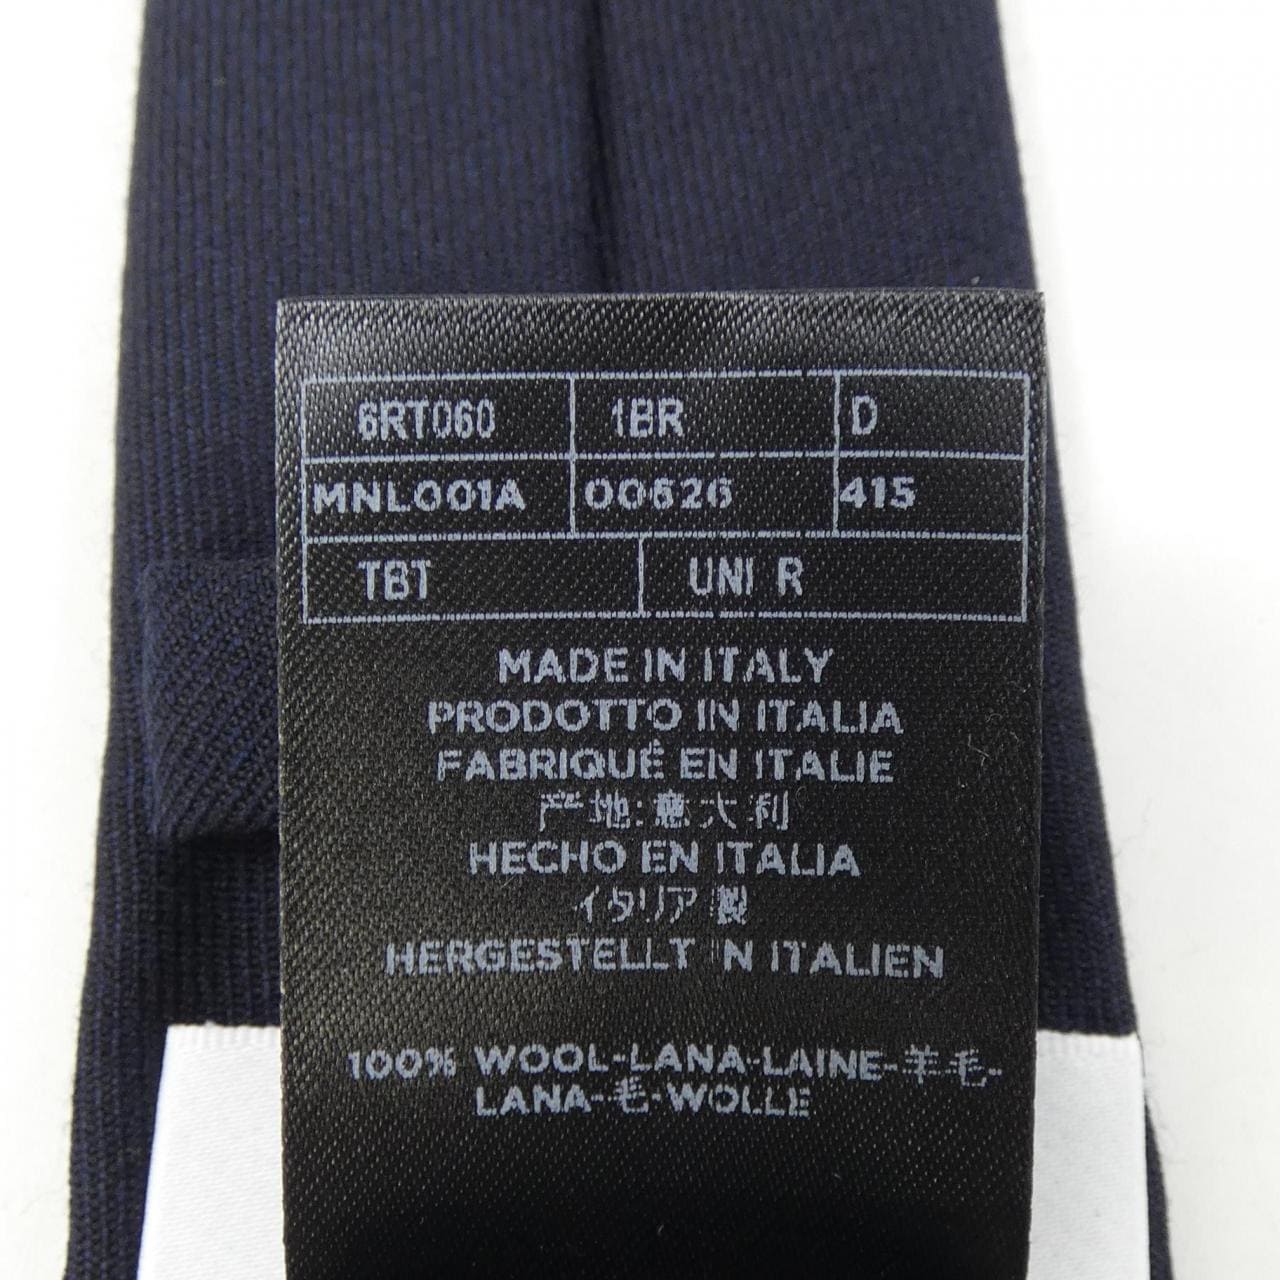 6RT060 1BR D
MNL001A 00626 415
TBT UNI R
MADE IN ITALY
PRODOTTO IN ITALIA
FABRIQUÉ EN ITALIE
产地:意大利
HECHO EN ITALIA
イタリア製
HERGESTELLT IN ITALIEN
100% WOOL-LANA-LAINE-羊毛-
LANA-毛-WOLLE